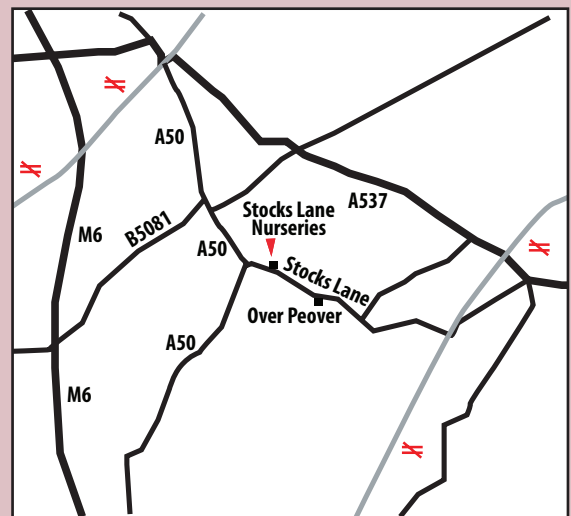 A50
A537
Stocks Lane
Nurseries
B5081
M6
A50
Stocks Lane
Over Peover
A50
M6